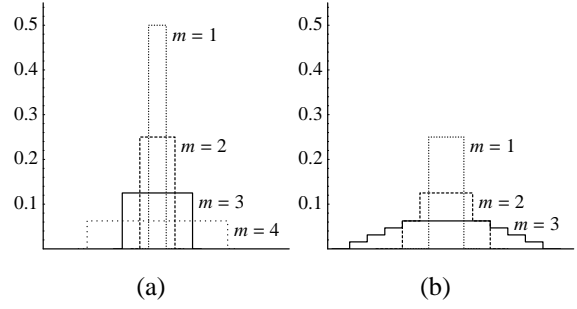 0.5
0.4
0.3
0.2
0.1
m = 1
m = 2
m = 3
m = 4
(a)
0.5
0.4
0.3
0.2
0.1
m = 1
m = 2
m = 3
(b)